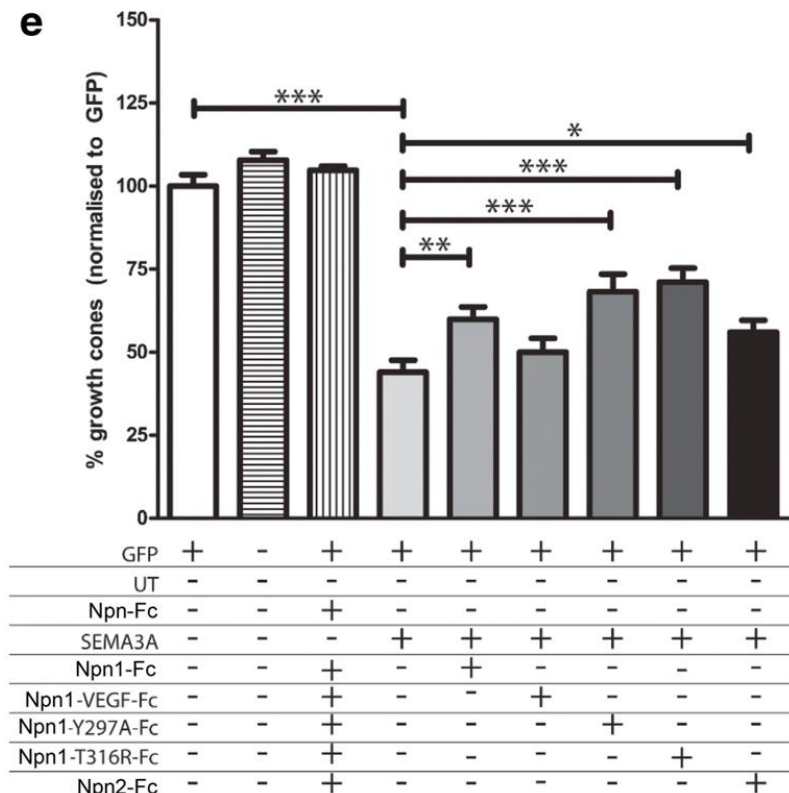 e
150
125
100
75
50
25
0
% growth cones (normalised to GFP)
***
*
***
***
**
GFP + - + + + + + + +
UT - - - - - - - - -
Npn-Fc - - + - - - - - -
SEMA3A - - - + + + + + +
Npn1-Fc - - + - + - - - -
Npn1-VEGF-Fc - - + - - + - - -
Npn1-Y297A-Fc - - + - - - + - -
Npn1-T316R-Fc - - + - - - - + -
Npn2-Fc - - + - - - - - +